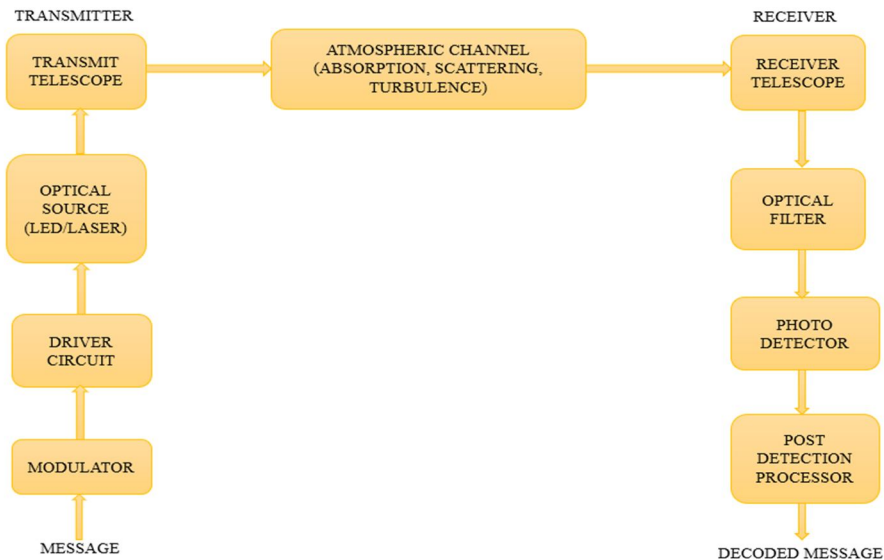 TRANSMITTER
RECEIVER
TRANSMIT
TELESCOPE
ATMOSPHERIC CHANNEL
(ABSORPTION, SCATTERING,
TURBULENCE)
RECEIVER
TELESCOPE
OPTICAL
SOURCE
(LED/LASER)
OPTICAL
FILTER
DRIVER
CIRCUIT
PHOTO
DETECTOR
MODULATOR
POST
DETECTION
PROCESSOR
MESSAGE
DECODED MESSAGE